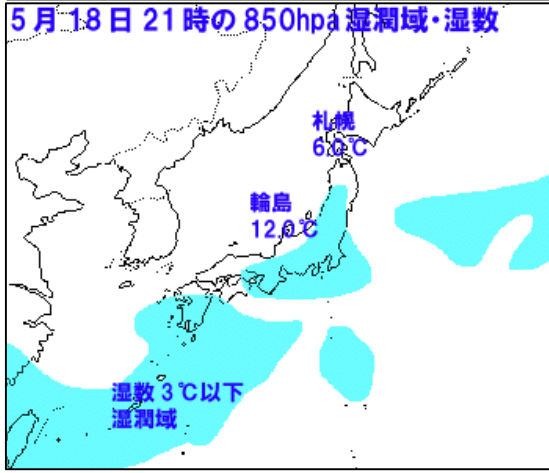 5月18日21時の850hpa湿潤域・湿数
札幌
6.0℃
輪島
12.0℃
湿数3℃以下
湿潤域